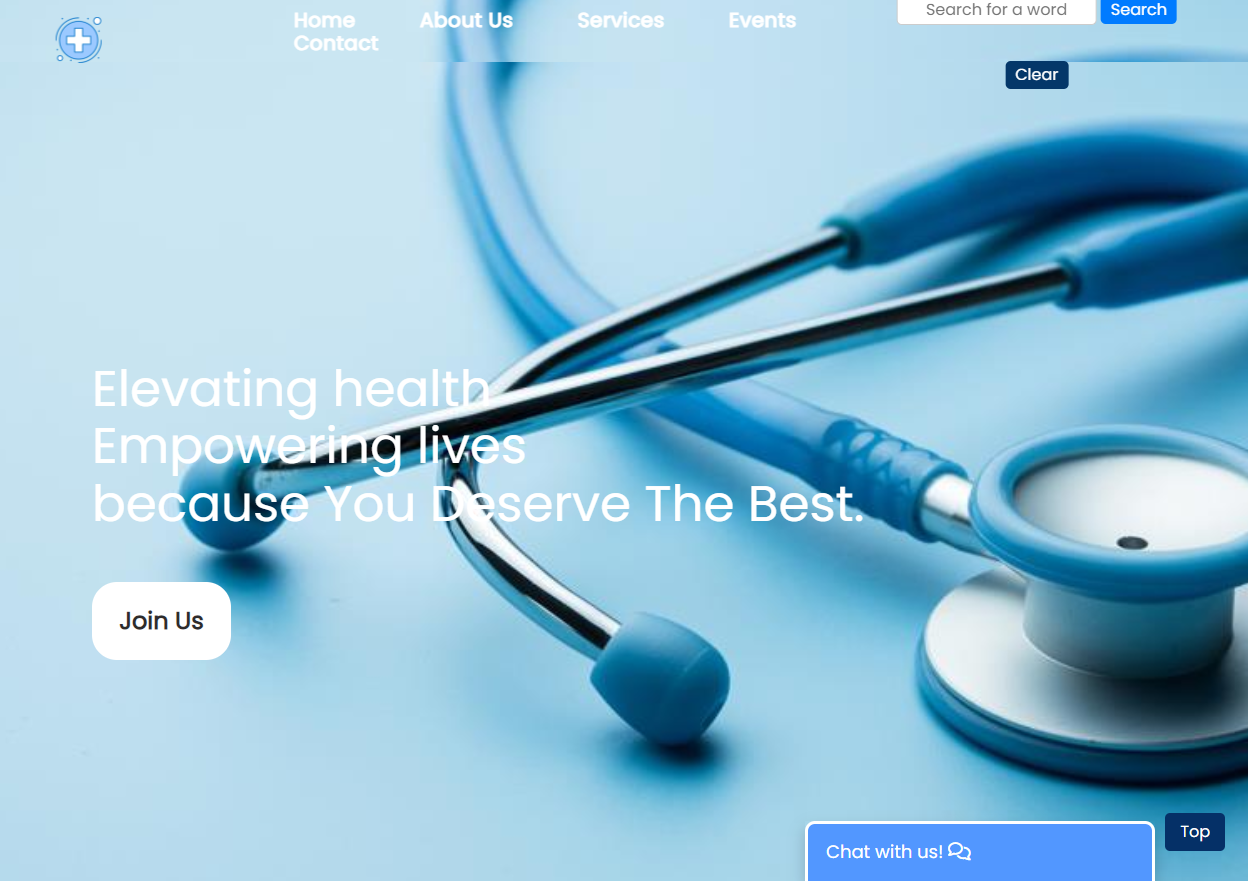 Home About Us Services Events
Contact
Search for a word Search
Clear
Elevating health
Empowering lives
because You Deserve The Best.
Join Us
Chat with us!
Top